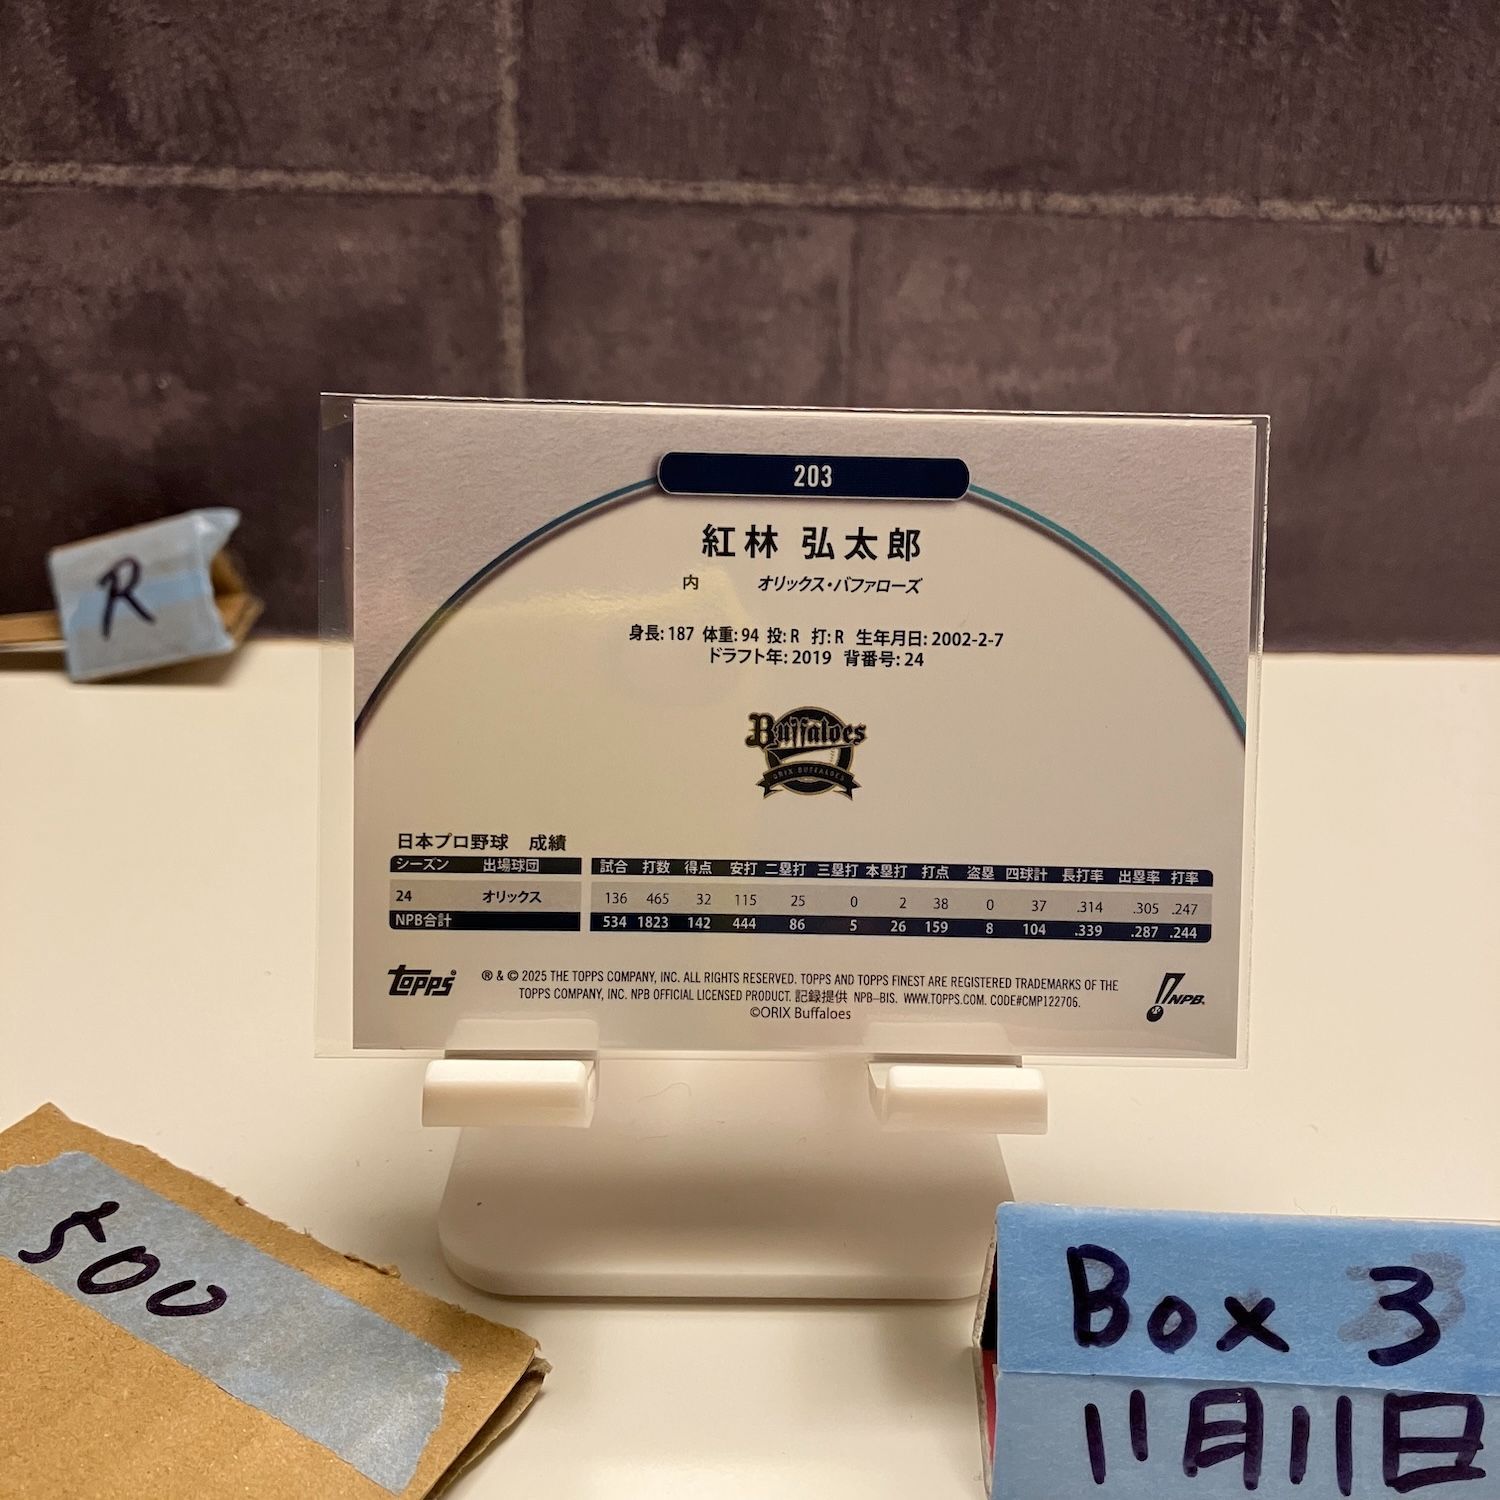 203
紅林 弘太郎
内 オリックス・バファローズ
身長: 187 体重: 94 投: R 打: R 生年月日: 2002-2-7
ドラフト年: 2019 背番号: 24
Buffaloes
ORIX BUFFALOES
日本プロ野球 成績
シーズン 出場球団 試合 打数 得点 安打 二塁打 三塁打 本塁打 打点 盗塁 四球計 長打率 出塁率 打率
24 オリックス 136 465 32 115 25 0 2 38 0 37 .314 .305 .247
NPB合計 534 1823 142 444 86 5 26 159 8 104 .339 .287 .244
TOPPS
® & © 2025 THE TOPPS COMPANY, INC. ALL RIGHTS RESERVED. TOPPS AND TOPPS FINEST ARE REGISTERED TRADEMARKS OF THE
TOPPS COMPANY, INC. NPB OFFICIAL LICENSED PRODUCT. 記録提供 NPB–BIS. WWW.TOPPS.COM. CODE#CMP122706.
©ORIX Buffaloes
NPB
R
500
Box 3
11月11日